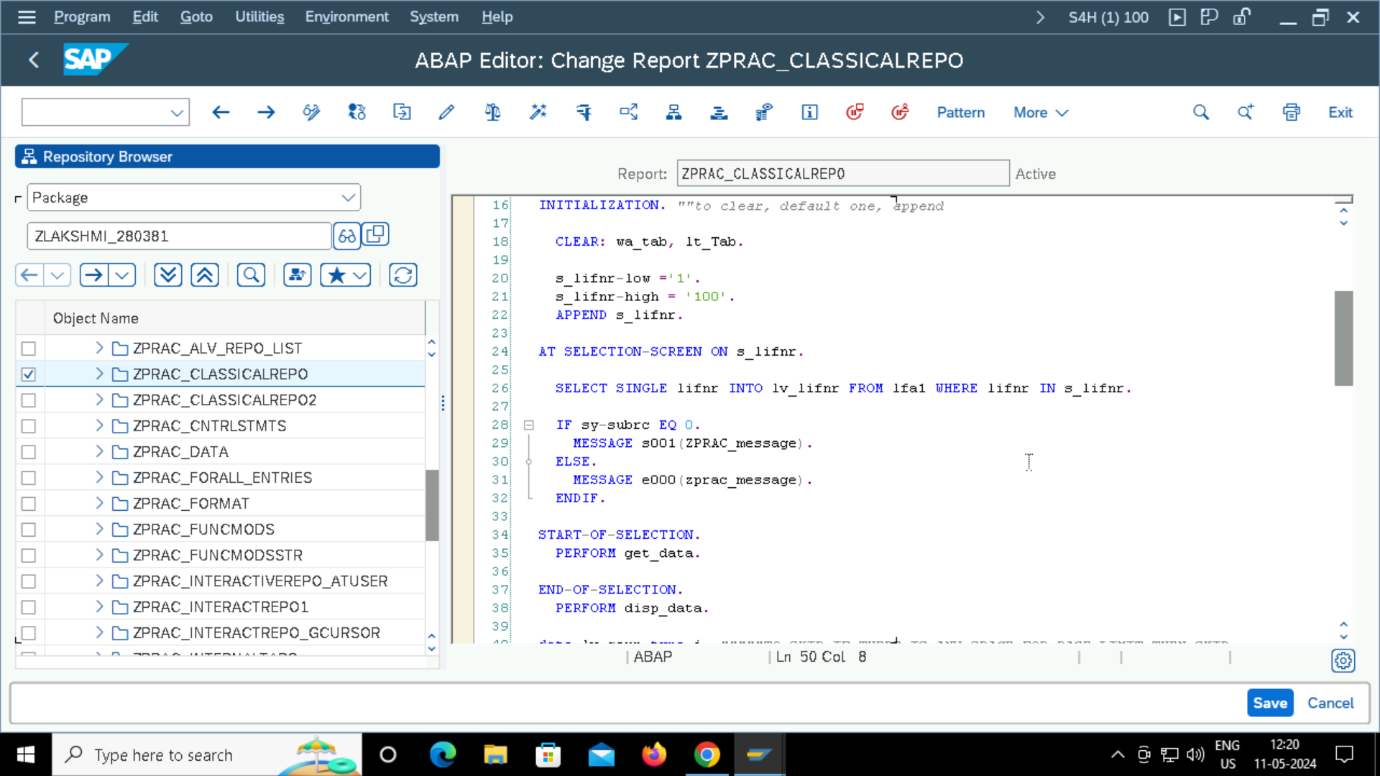 Program Edit Goto Utilities Environment System Help S4H (1) 100
SAP ABAP Editor: Change Report ZPRAC_CLASSICALREPO
Pattern More Exit
Repository Browser
Report: ZPRAC_CLASSICALREPO Active
Package
ZLAKSHMI_280381
Object Name
ZPRAC_ALV_REPO_LIST
ZPRAC_CLASSICALREPO
ZPRAC_CLASSICALREPO2
ZPRAC_CNTRLSTMTS
ZPRAC_DATA
ZPRAC_FORALL_ENTRIES
ZPRAC_FORMAT
ZPRAC_FUNCMODS
ZPRAC_FUNCMODSSTR
ZPRAC_INTERACTIVEREPO_ATUSER
ZPRAC_INTERACTREPO1
ZPRAC_INTERACTREPO_GCURSOR
16 INITIALIZATION. ""to clear, default one, append
17
18 CLEAR: wa_tab, lt_Tab.
19
20 s_lifnr-low ='1'.
21 s_lifnr-high = '100'.
22 APPEND s_lifnr.
23
24 AT SELECTION-SCREEN ON s_lifnr.
25
26 SELECT SINGLE lifnr INTO lv_lifnr FROM lfa1 WHERE lifnr IN s_lifnr.
27
28 IF sy-subrc EQ 0.
29 MESSAGE s001(ZPRAC_message).
30 ELSE.
31 MESSAGE e000(zprac_message).
32 ENDIF.
33
34 START-OF-SELECTION.
35 PERFORM get_data.
36
37 END-OF-SELECTION.
38 PERFORM disp_data.
39
ABAP Ln 50 Col 8
Save Cancel
Type here to search
ENG
US
12:20
11-05-2024